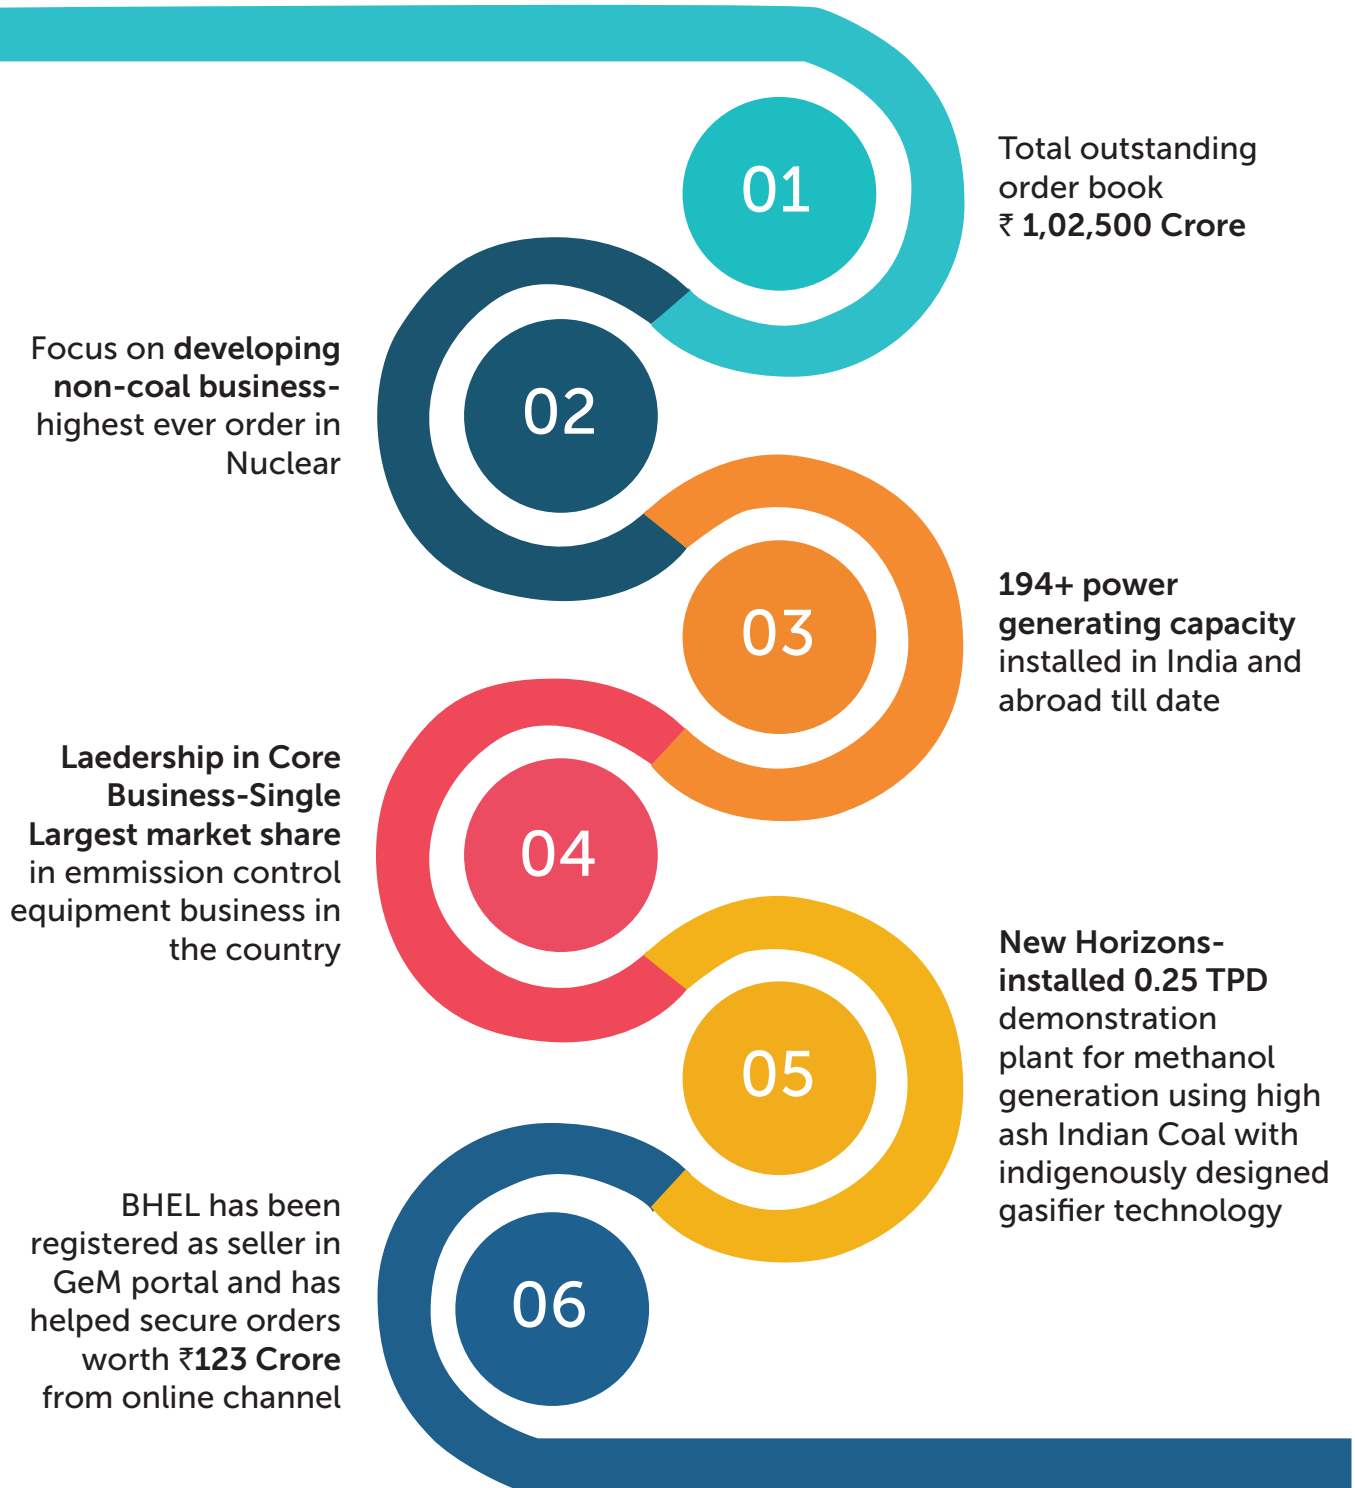 01
Total outstanding
order book
₹ 1,02,500 Crore
02
Focus on developing
non-coal business-
highest ever order in
Nuclear
03
194+ power
generating capacity
installed in India and
abroad till date
04
Laedership in Core
Business-Single
Largest market share
in emmission control
equipment business in
the country
05
New Horizons-
installed 0.25 TPD
demonstration
plant for methanol
generation using high
ash Indian Coal with
indigenously designed
gasifier technology
06
BHEL has been
registered as seller in
GeM portal and has
helped secure orders
worth ₹123 Crore
from online channel